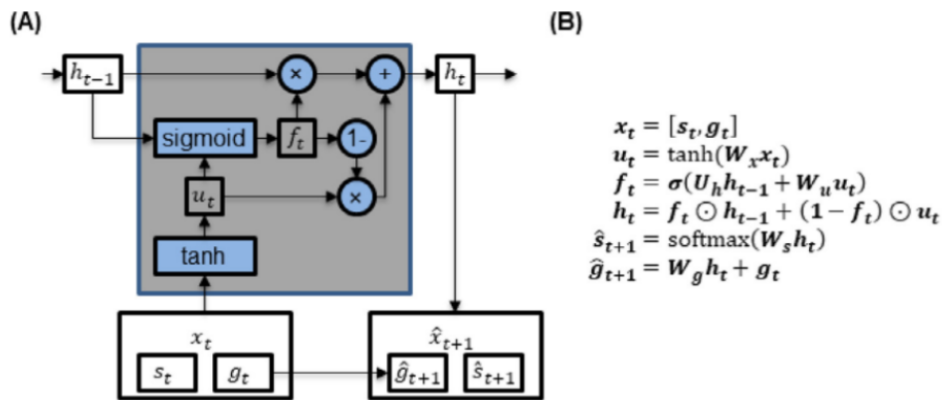 (A)
(B)
h_{t-1}
×
+
h_t
sigmoid
f_t
1-
u_t
×
tanh
x_t
s_t
g_t
x̂_{t+1}
ĝ_{t+1}
ŝ_{t+1}
x_t = [s_t, g_t]
u_t = tanh(W_x x_t)
f_t = σ(U_h h_{t-1} + W_u u_t)
h_t = f_t ⊙ h_{t-1} + (1 − f_t) ⊙ u_t
ŝ_{t+1} = softmax(W_s h_t)
ĝ_{t+1} = W_g h_t + g_t